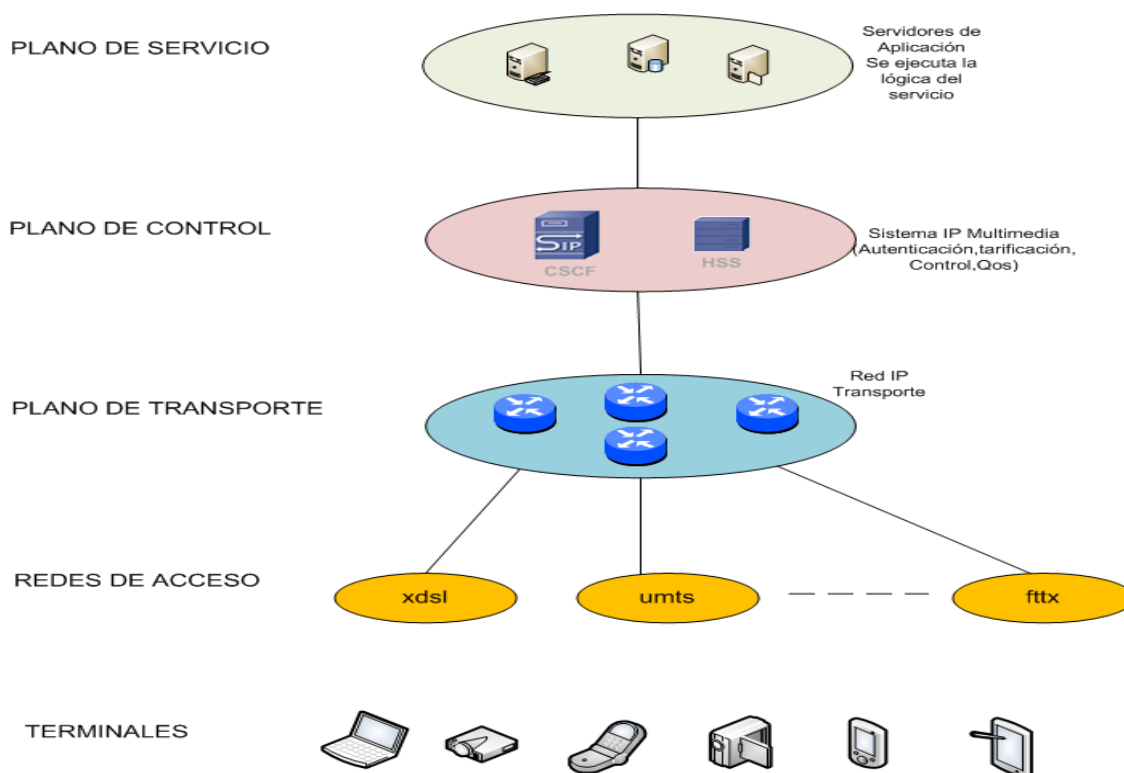 PLANO DE SERVICIO
Servidores de
Aplicación
Se ejecuta la
lógica del
servicio
PLANO DE CONTROL
SIP
CSCF
HSS
Sistema IP Multimedia
(Autenticación,tarificación,
Control,Qos)
PLANO DE TRANSPORTE
Red IP
Transporte
REDES DE ACCESO
xdsl
umts
fttx
TERMINALES